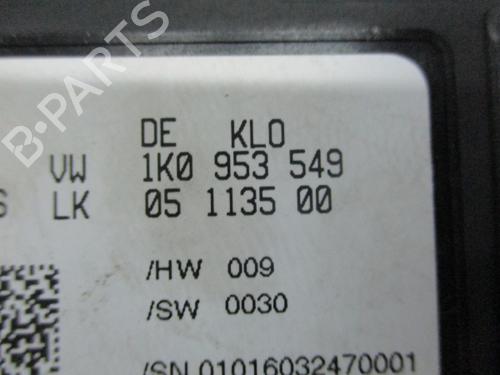 DE KLO
VW 1K0 953 549
S LK 05 1135 00
/HW 009
/SW 0030
/SN 01016032470001
B-PARTS